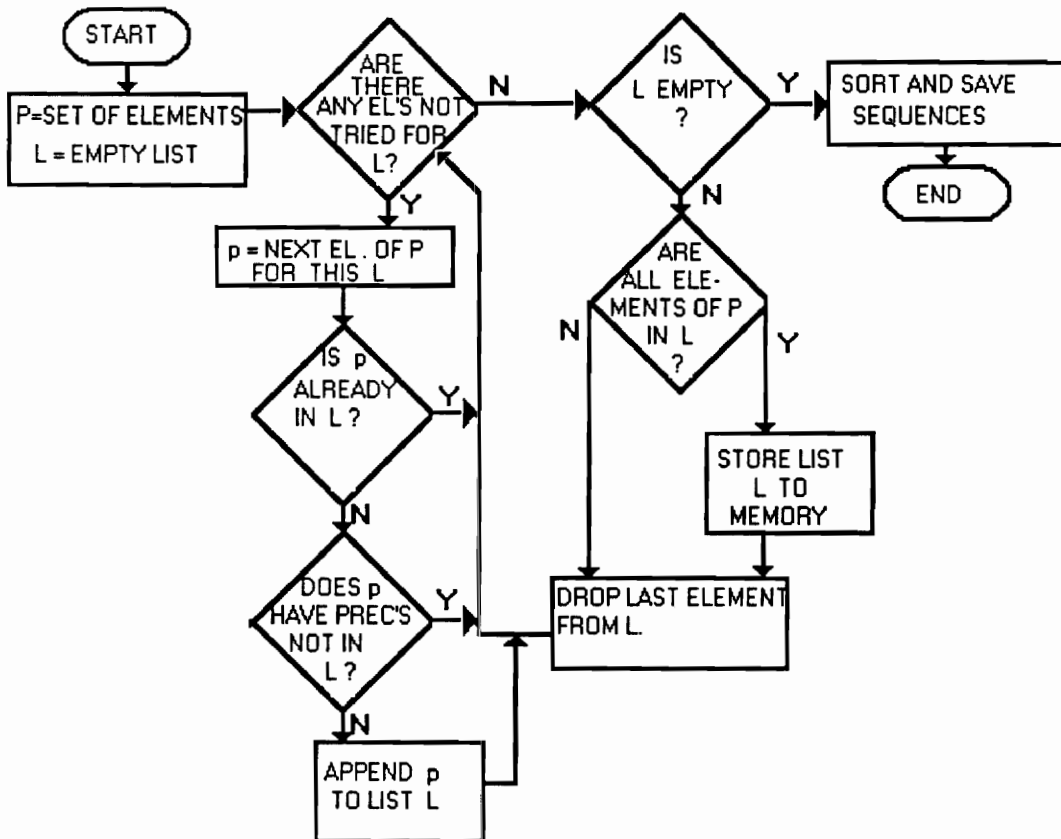 START
P=SET OF ELEMENTS
L = EMPTY LIST
ARE
THERE
ANY EL'S NOT
TRIED FOR
L?
N
Y
IS
L EMPTY
?
Y
N
SORT AND SAVE
SEQUENCES
END
p = NEXT EL. OF P
FOR THIS L
ARE
ALL ELE-
MENTS OF P
IN L
?
N
Y
IS p
ALREADY
IN L?
Y
N
STORE LIST
L TO
MEMORY
DOES p
HAVE PREC'S
NOT IN
L?
Y
N
DROP LAST ELEMENT
FROM L.
APPEND p
TO LIST L